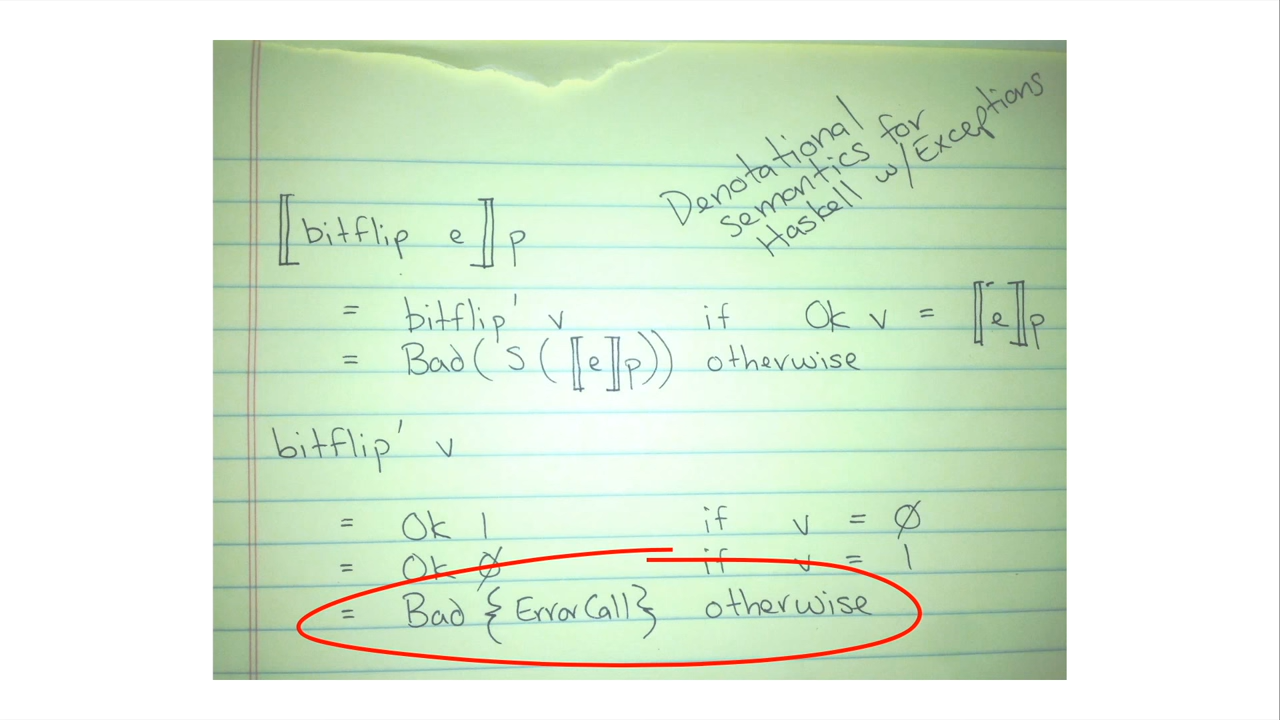 Denotational
semantics for
Haskell w/Exceptions
⟦bitflip e⟧p
= bitflip' v if Ok v = ⟦e⟧p
= Bad(S(⟦e⟧p)) otherwise
bitflip' v
= Ok 1 if v = Ø
= Ok Ø if v = 1
= Bad {ErrorCall} otherwise